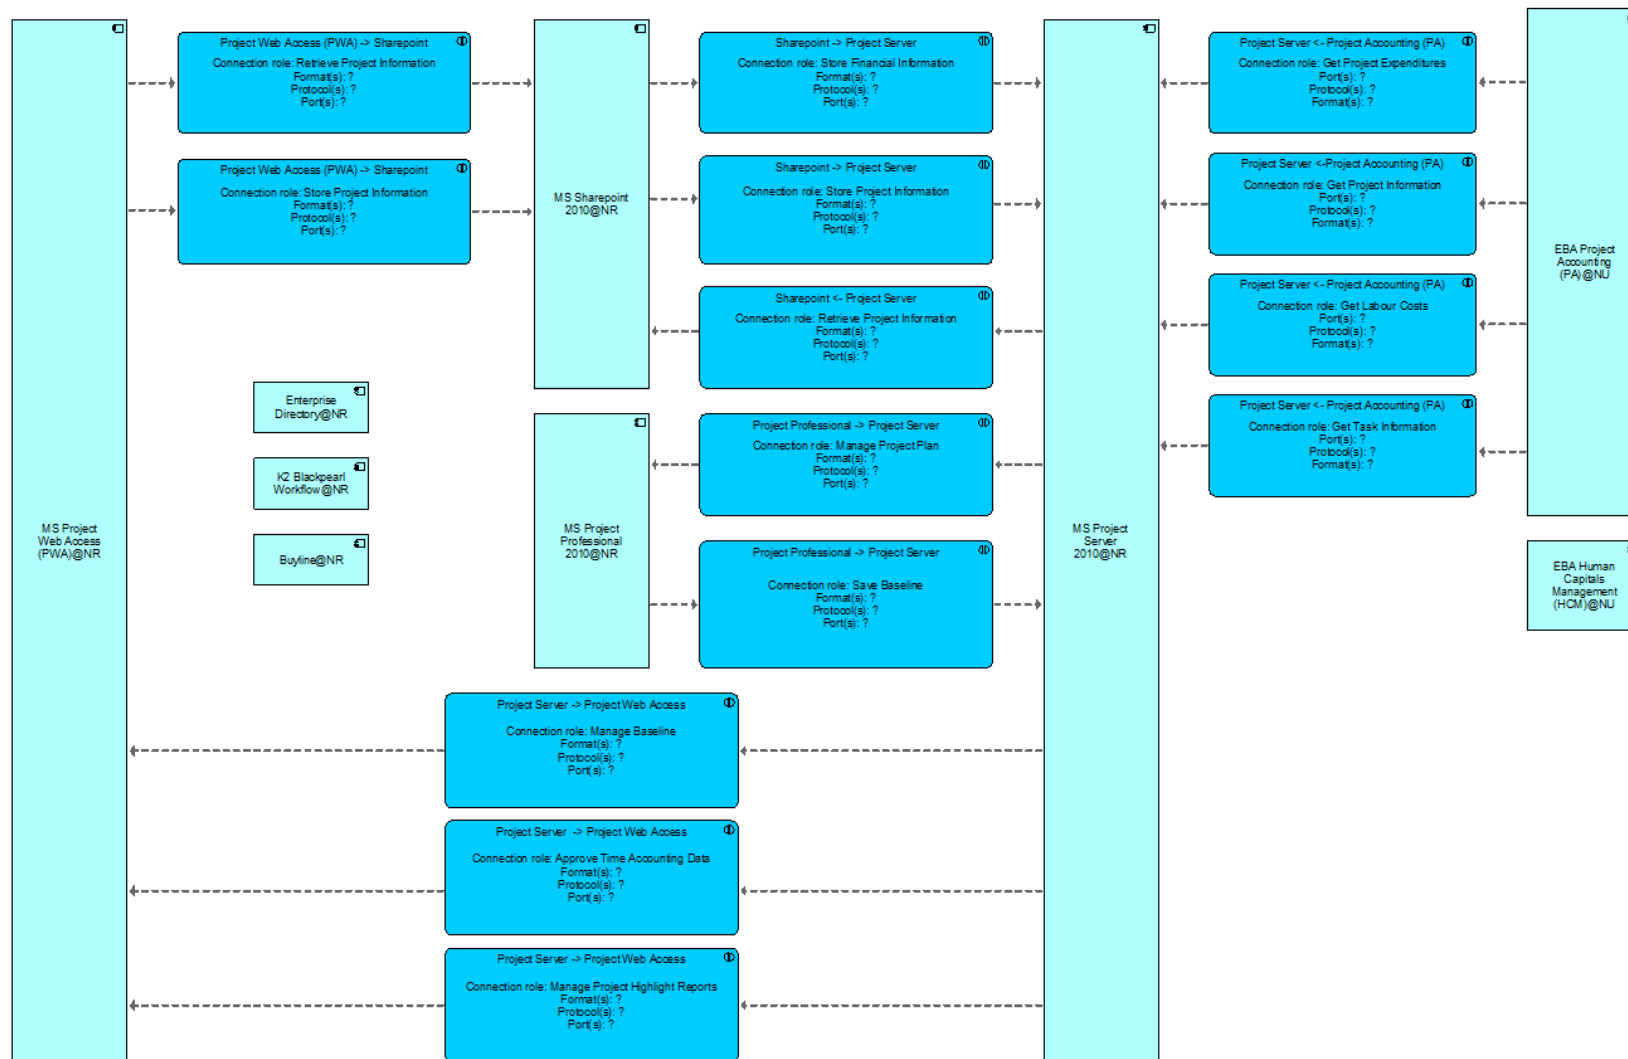 Project Web Access (PWA) -> Sharepoint
Connection role: Retrieve Project Information
Format(s): ?
Protocol(s): ?
Port(s): ?
Sharepoint -> Project Server
Connection role: Store Financial Information
Format(s): ?
Protocol(s): ?
Port(s): ?
Project Server <- Project Accounting (PA)
Connection role: Get Project Expenditures
Port(s): ?
Protocol(s): ?
Format(s): ?
Project Web Access (PWA) -> Sharepoint
Connection role: Store Project Information
Format(s): ?
Protocol(s): ?
Port(s): ?
MS Sharepoint
2010@NR
Sharepoint -> Project Server
Connection role: Store Project Information
Format(s): ?
Protocol(s): ?
Port(s): ?
Project Server <-Project Accounting (PA)
Connection role: Get Project Information
Port(s): ?
Protocol(s): ?
Format(s): ?
EBA Project
Accounting
(PA)@NU
Sharepoint <- Project Server
Connection role: Retrieve Project Information
Format(s): ?
Protocol(s): ?
Port(s): ?
Project Server <- Project Accounting (PA)
Connection role: Get Labour Costs
Port(s): ?
Protocol(s): ?
Format(s): ?
Enterprise
Directory@NR
K2 Blackpearl
Workflow@NR
Buyline@NR
Project Professional -> Project Server
Connection role: Manage Project Plan
Format(s): ?
Protocol(s): ?
Port(s): ?
Project Server <- Project Accounting (PA)
Connection role: Get Task Information
Port(s): ?
Protocol(s): ?
Format(s): ?
MS Project
Web Access
(PWA)@NR
MS Project
Professional
2010@NR
Project Professional -> Project Server
Connection role: Save Baseline
Format(s): ?
Protocol(s): ?
Port(s): ?
MS Project
Server
2010@NR
EBA Human
Capitals
Management
(HCM)@NU
Project Server -> Project Web Access
Connection role: Manage Baseline
Format(s): ?
Protocol(s): ?
Port(s): ?
Project Server -> Project Web Access
Connection role: Approve Time Accounting Data
Format(s): ?
Protocol(s): ?
Port(s): ?
Project Server -> Project Web Access
Connection role: Manage Project Highlight Reports
Format(s): ?
Protocol(s): ?
Port(s): ?